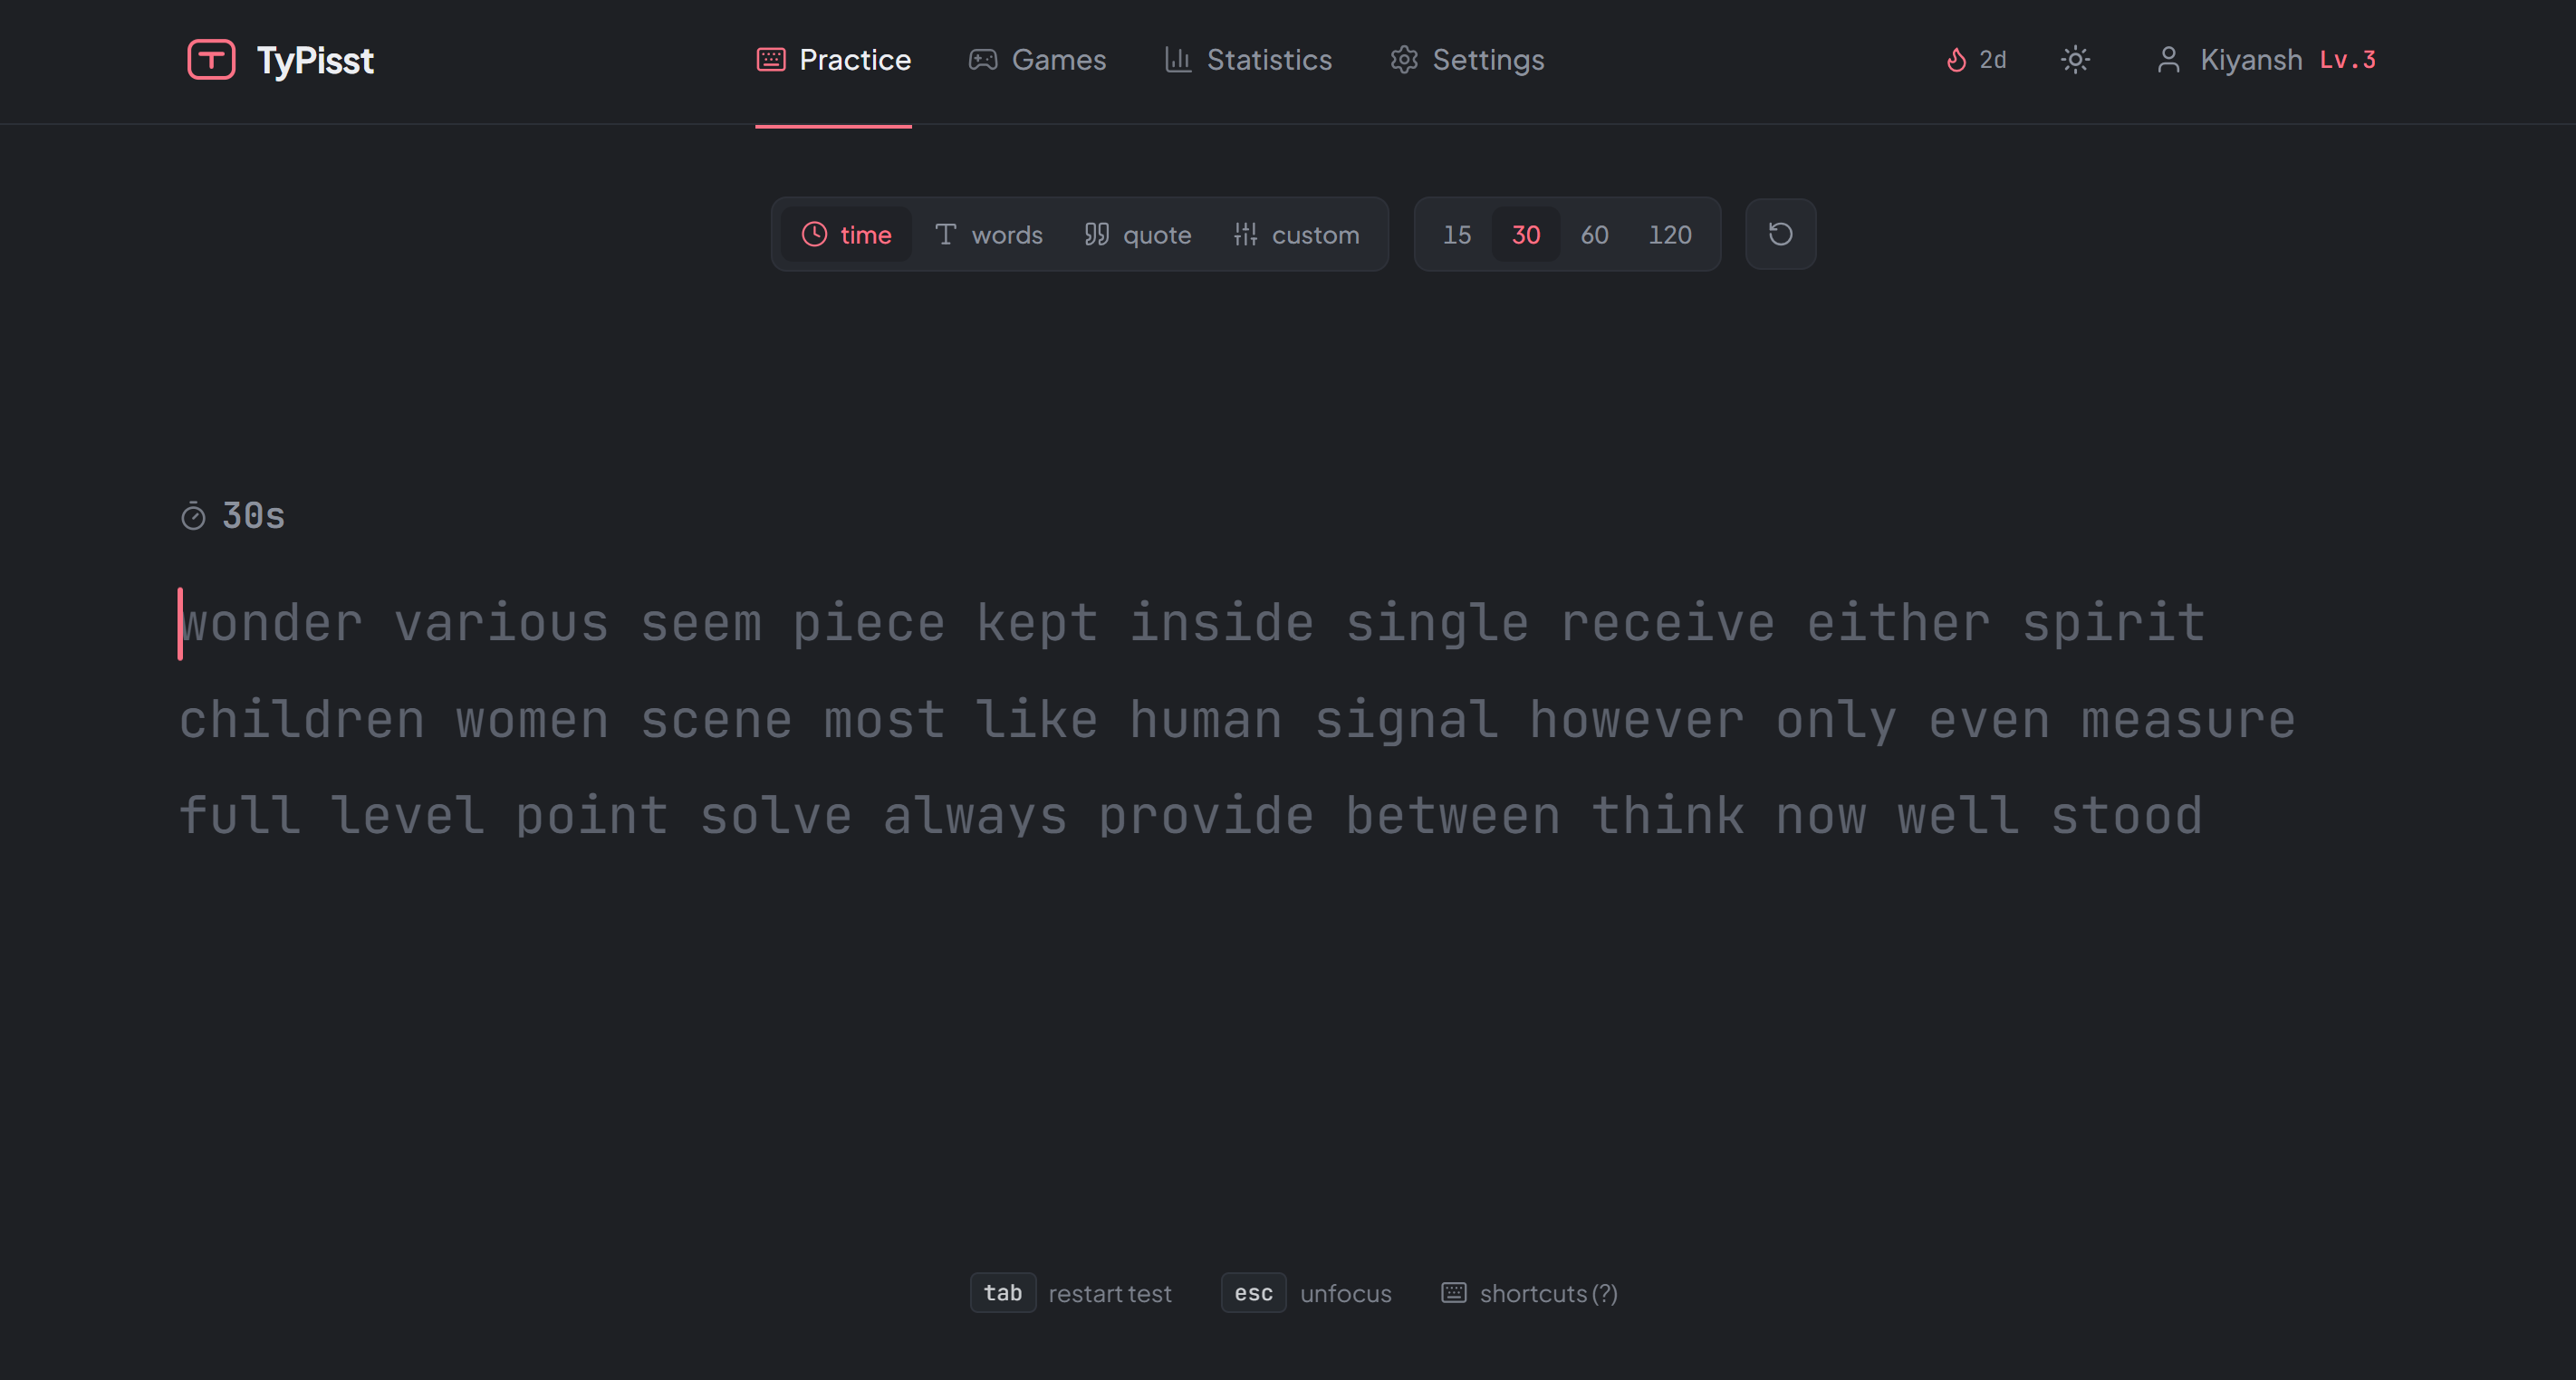 TyPisst
Practice Games Statistics Settings
2d Kiyansh Lv.3
time words quote custom 15 30 60 120
30s
wonder various seem piece kept inside single receive either spirit
children women scene most like human signal however only even measure
full level point solve always provide between think now well stood
tab restart test esc unfocus shortcuts (?)